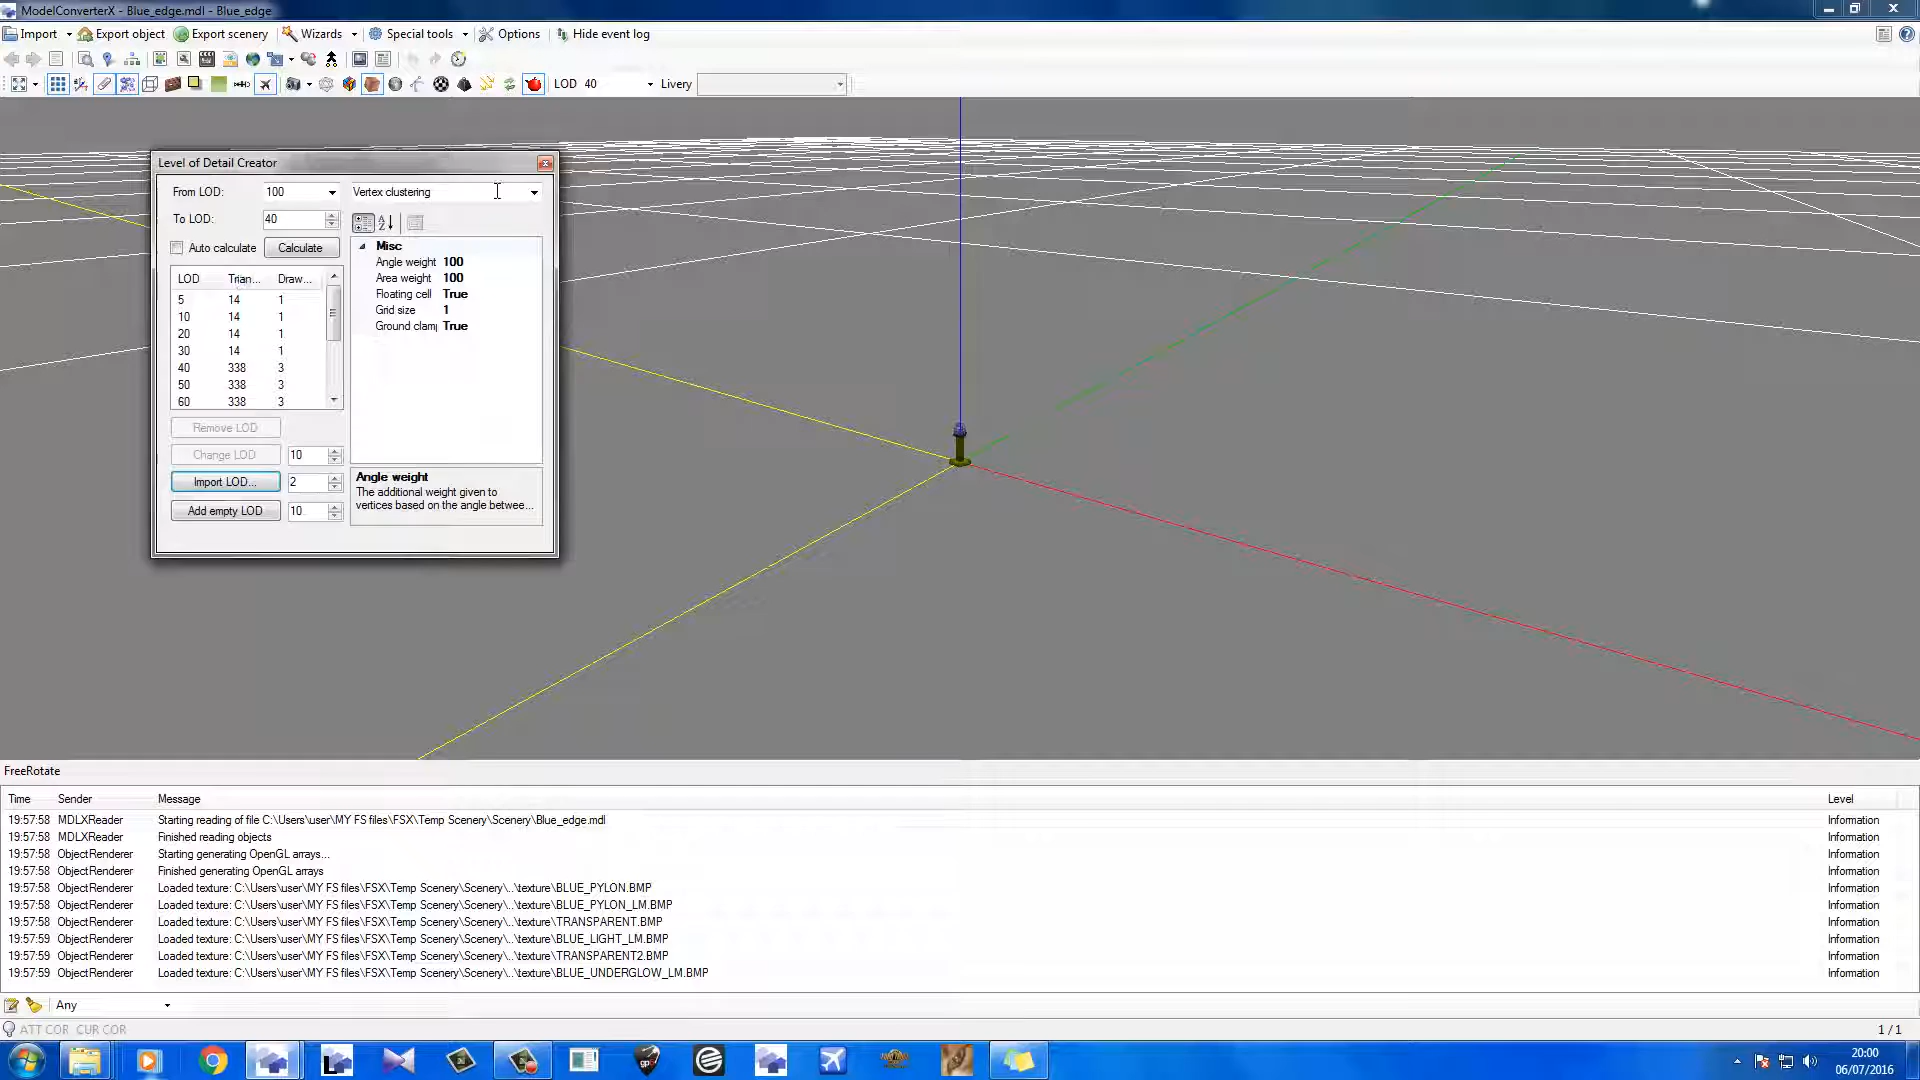 ModelConverterX - Blue_edge.mdl - Blue_edge
Import Export object Export scenery Wizards Special tools Options Hide event log
LOD 40 Livery
Level of Detail Creator
From LOD: 100 Vertex clustering
To LOD: 40
Auto calculate Calculate
Misc
Angle weight 100
Area weight 100
Floating cell True
Grid size 1
Ground clam True
LOD Trian... Draw...
5 14 1
10 14 1
20 14 1
30 14 1
40 338 3
50 338 3
60 338 3
Remove LOD
Change LOD 10
Import LOD... 2
Add empty LOD 10
Angle weight
The additional weight given to
vertices based on the angle betwee...
FreeRotate
Time Sender Message Level
19:57:58 MDLXReader Starting reading of file C:\Users\user\MY FS files\FSX\Temp Scenery\Scenery\Blue_edge.mdl Information
19:57:58 MDLXReader Finished reading objects Information
19:57:58 ObjectRenderer Starting generating OpenGL arrays... Information
19:57:58 ObjectRenderer Finished generating OpenGL arrays Information
19:57:58 ObjectRenderer Loaded texture: C:\Users\user\MY FS files\FSX\Temp Scenery\Scenery\..\texture\BLUE_PYLON.BMP Information
19:57:58 ObjectRenderer Loaded texture: C:\Users\user\MY FS files\FSX\Temp Scenery\Scenery\..\texture\BLUE_PYLON_LM.BMP Information
19:57:58 ObjectRenderer Loaded texture: C:\Users\user\MY FS files\FSX\Temp Scenery\Scenery\..\texture\TRANSPARENT.BMP Information
19:57:59 ObjectRenderer Loaded texture: C:\Users\user\MY FS files\FSX\Temp Scenery\Scenery\..\texture\BLUE_LIGHT_LM.BMP Information
19:57:59 ObjectRenderer Loaded texture: C:\Users\user\MY FS files\FSX\Temp Scenery\Scenery\..\texture\TRANSPARENT2.BMP Information
19:57:59 ObjectRenderer Loaded texture: C:\Users\user\MY FS files\FSX\Temp Scenery\Scenery\..\texture\BLUE_UNDERGLOW_LM.BMP Information
Any
ATT COR CUR COR 1 / 1
20:00
06/07/2016